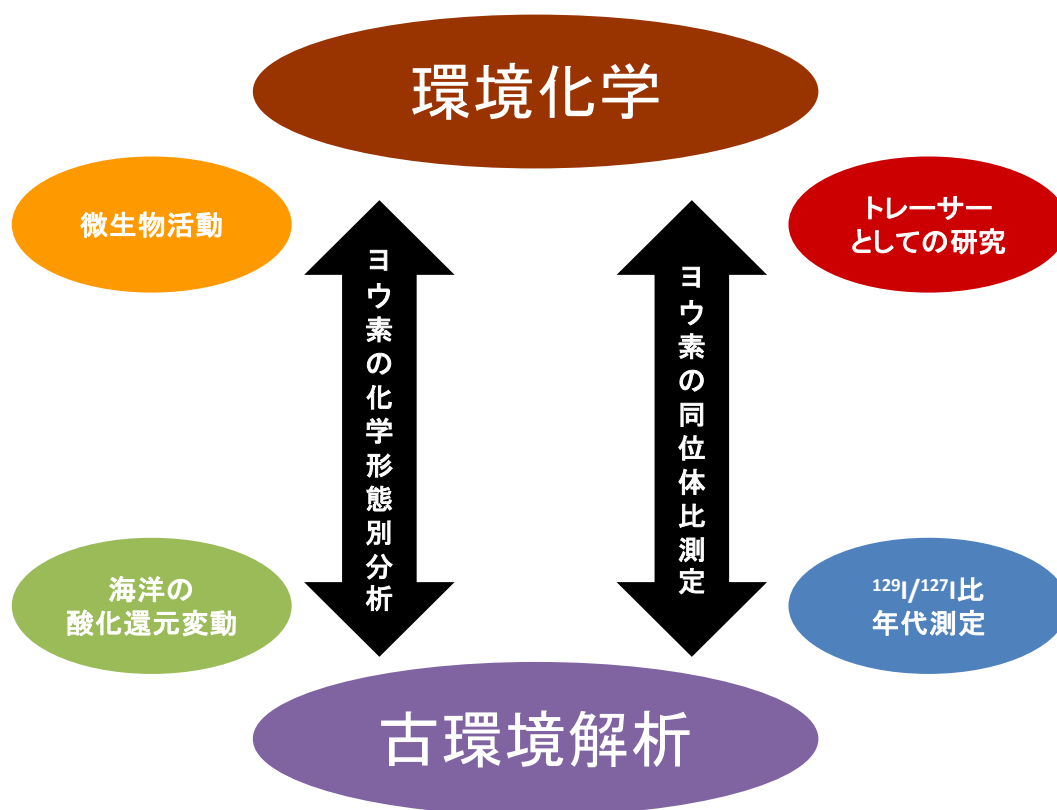 環境化学
微生物活動
トレーサー
としての研究
ヨウ素の化学形態別分析
ヨウ素の同位体比測定
海洋の
酸化還元変動
¹²⁹I/¹²⁷I比
年代測定
古環境解析